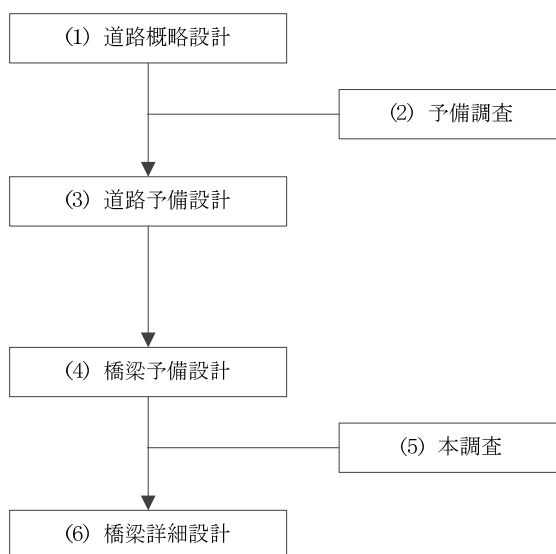 (1) 道路概略設計
(2) 予備調査
(3) 道路予備設計
(4) 橋梁予備設計
(5) 本調査
(6) 橋梁詳細設計